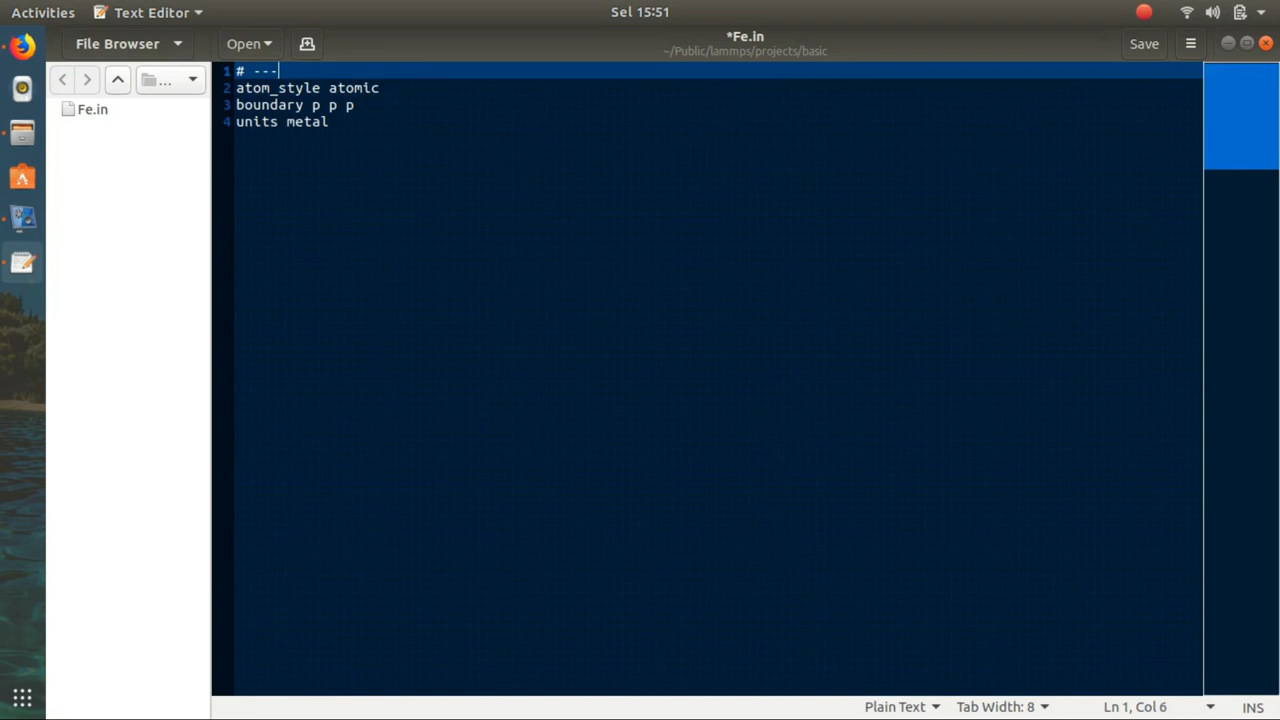 Activities Text Editor Sel 15:51
File Browser Open *Fe.in Save
~/Public/lammps/projects/basic
...
Fe.in
1 # ---
2 atom_style atomic
3 boundary p p p
4 units metal
Plain Text Tab Width: 8 Ln 1, Col 6 INS